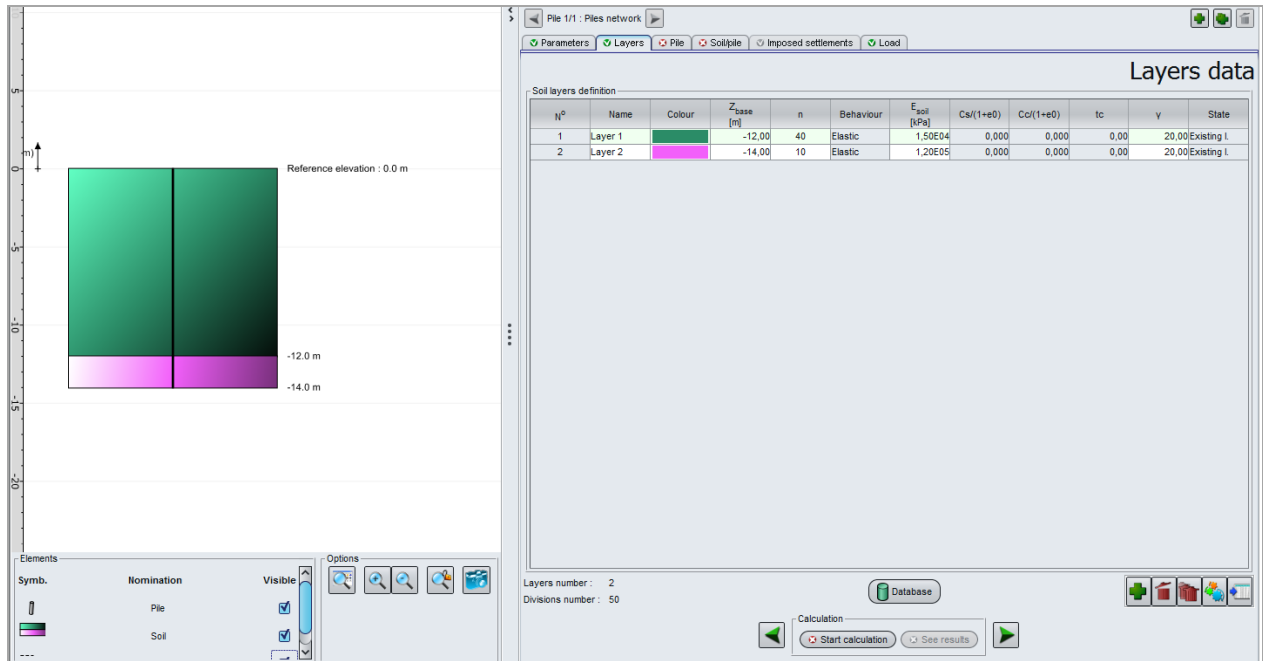 Pile 1/1 : Piles network
Parameters Layers Pile Soil/pile Imposed settlements Load
Layers data
Soil layers definition
N° Name Colour Zbase [m] n Behaviour Esoil [kPa] Cs/(1+e0) Cc/(1+e0) tc γ State
1 Layer 1 -12,00 40 Elastic 1,50E04 0,000 0,000 0,00 20,00 Existing l.
2 Layer 2 -14,00 10 Elastic 1,20E05 0,000 0,000 0,00 20,00 Existing l.
5
m)
0
Reference elevation : 0.0 m
-5
-10
-12.0 m
-14.0 m
-15
-20
Elements
Symb. Nomination Visible
Pile
Soil
Options
Layers number : 2
Divisions number : 50
Database
Calculation
Start calculation See results